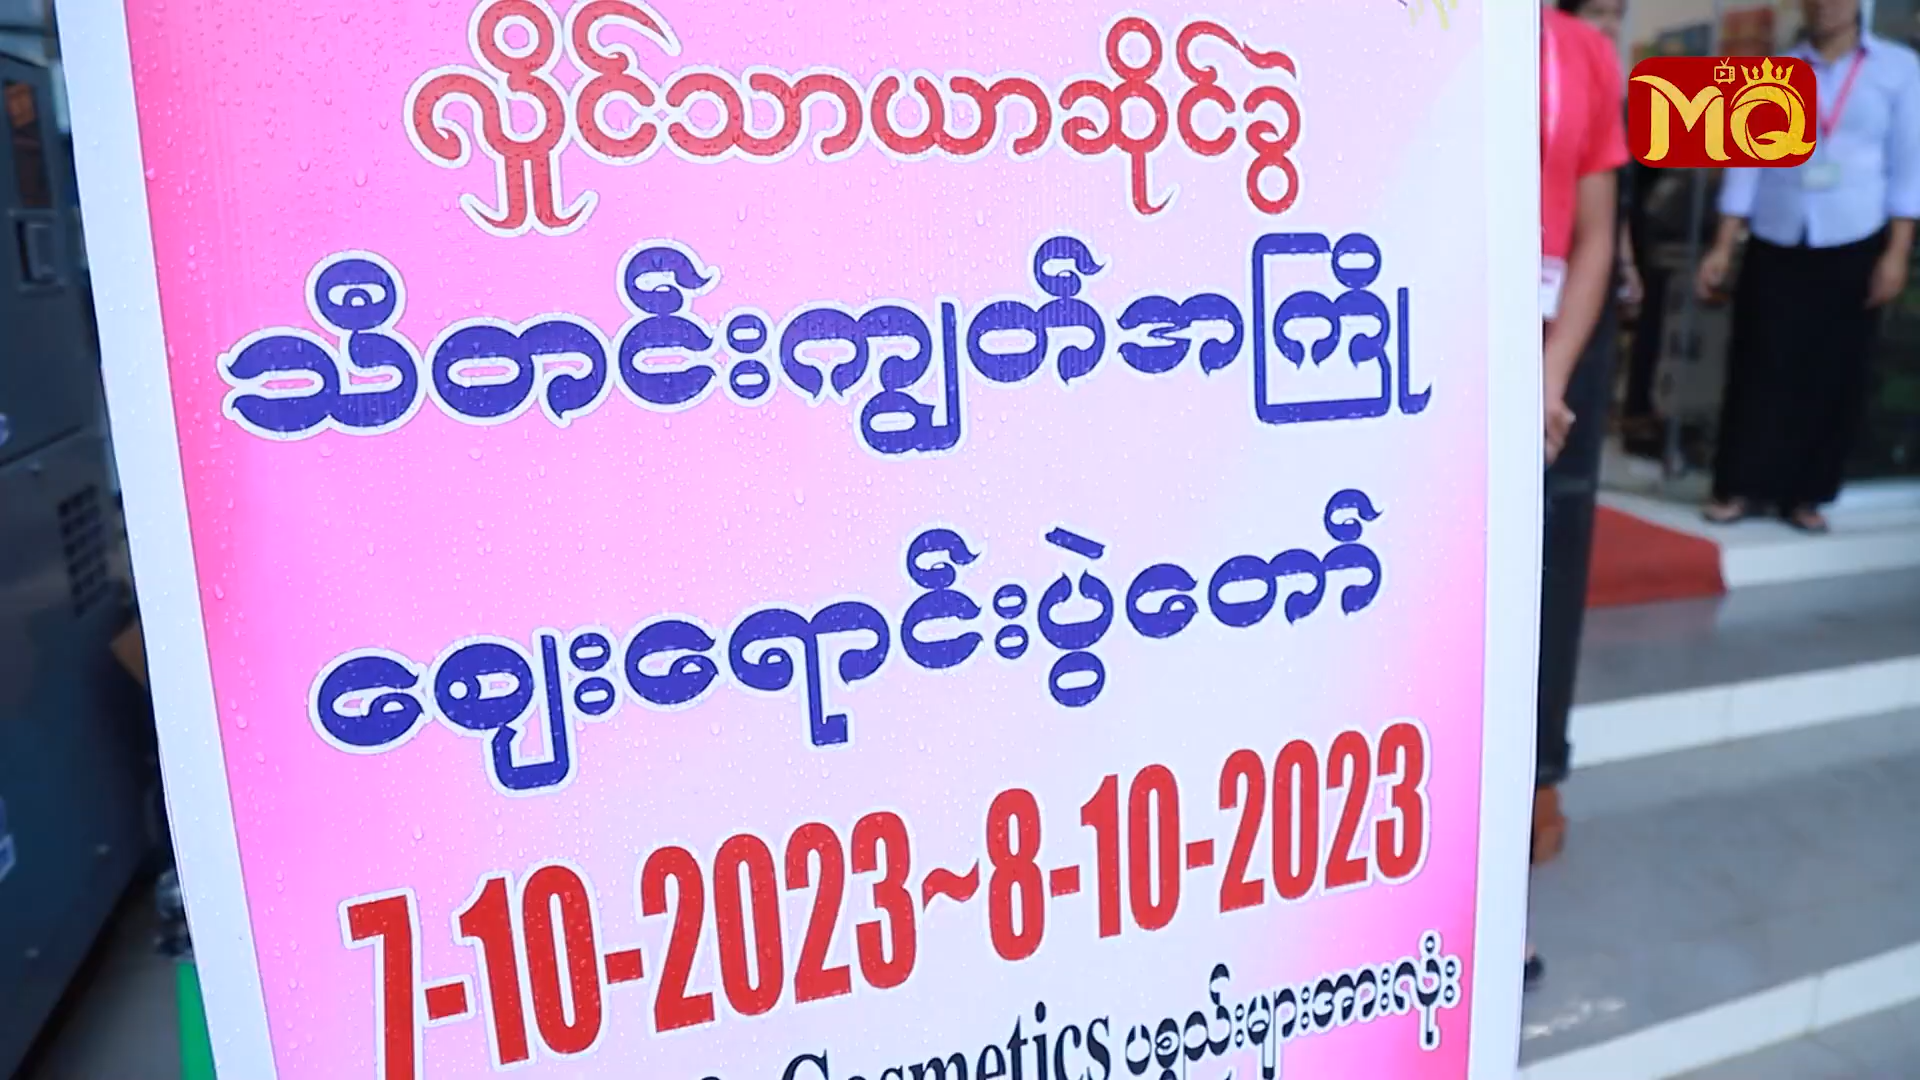 MQ
လှိုင်သာယာဆိုင်ခွဲ
သီတင်းကျွတ်အကြို
ဈေးရောင်းပွဲတော်
7-10-2023~8-10-2023
Cosmetics ပစ္စည်းများအားလုံး